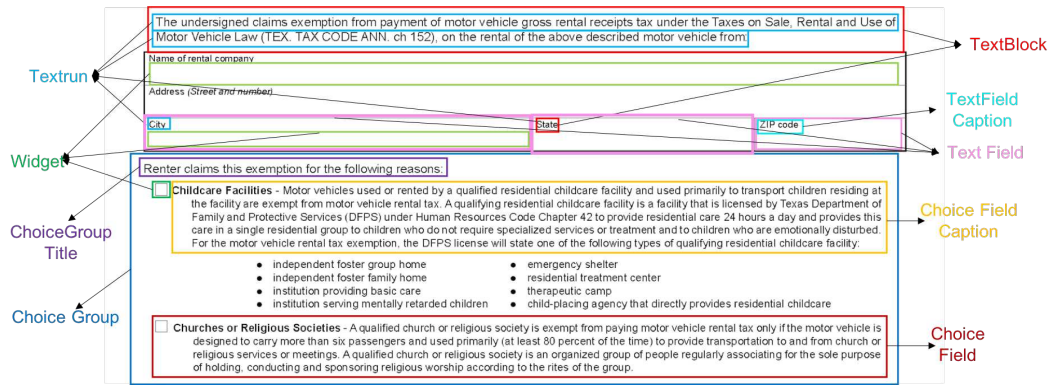 The undersigned claims exemption from payment of motor vehicle gross rental receipts tax under the Taxes on Sale, Rental and Use of
Motor Vehicle Law (TEX. TAX CODE ANN. ch 152), on the rental of the above described motor vehicle from:
TextBlock
Name of rental company
Textrun
Address (Street and number)
TextField
Caption
City
State
ZIP code
Text Field
Widget
Renter claims this exemption for the following reasons:
Childcare Facilities - Motor vehicles used or rented by a qualified residential childcare facility and used primarily to transport children residing at
the facility are exempt from motor vehicle rental tax. A qualifying residential childcare facility is a facility that is licensed by Texas Department of
Family and Protective Services (DFPS) under Human Resources Code Chapter 42 to provide residential care 24 hours a day and provides this
care in a single residential group to children who do not require specialized services or treatment and to children who are emotionally disturbed.
For the motor vehicle rental tax exemption, the DFPS license will state one of the following types of qualifying residential childcare facility:
ChoiceGroup
Title
Choice Field
Caption
• independent foster group home
• independent foster family home
• institution providing basic care
• institution serving mentally retarded children
• emergency shelter
• residential treatment center
• therapeutic camp
• child-placing agency that directly provides residential childcare
Choice Group
Churches or Religious Societies - A qualified church or religious society is exempt from paying motor vehicle rental tax only if the motor vehicle is
designed to carry more than six passengers and used primarily (at least 80 percent of the time) to provide transportation to and from church or
religious services or meetings. A qualified church or religious society is an organized group of people regularly associating for the sole purpose
of holding, conducting and sponsoring religious worship according to the rites of the group.
Choice
Field